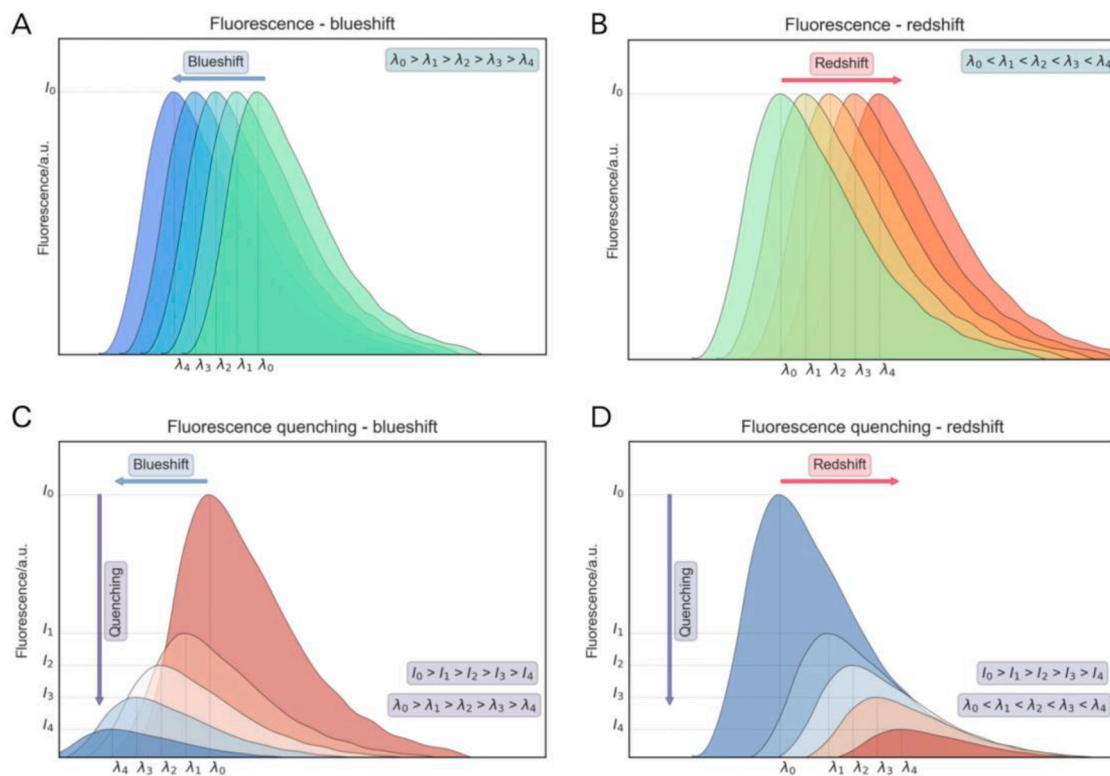 A
Fluorescence - blueshift
Blueshift
λ0 > λ1 > λ2 > λ3 > λ4
I0
Fluorescence/a.u.
λ4 λ3 λ2 λ1 λ0
B
Fluorescence - redshift
Redshift
λ0 < λ1 < λ2 < λ3 < λ4
I0
Fluorescence/a.u.
λ0 λ1 λ2 λ3 λ4
C
Fluorescence quenching - blueshift
Blueshift
I0
Quenching
Fluorescence/a.u.
I1
I2
I3
I4
I0 > I1 > I2 > I3 > I4
λ0 > λ1 > λ2 > λ3 > λ4
λ4 λ3 λ2 λ1 λ0
D
Fluorescence quenching - redshift
Redshift
I0
Quenching
Fluorescence/a.u.
I1
I2
I3
I4
I0 > I1 > I2 > I3 > I4
λ0 < λ1 < λ2 < λ3 < λ4
λ0 λ1 λ2 λ3 λ4